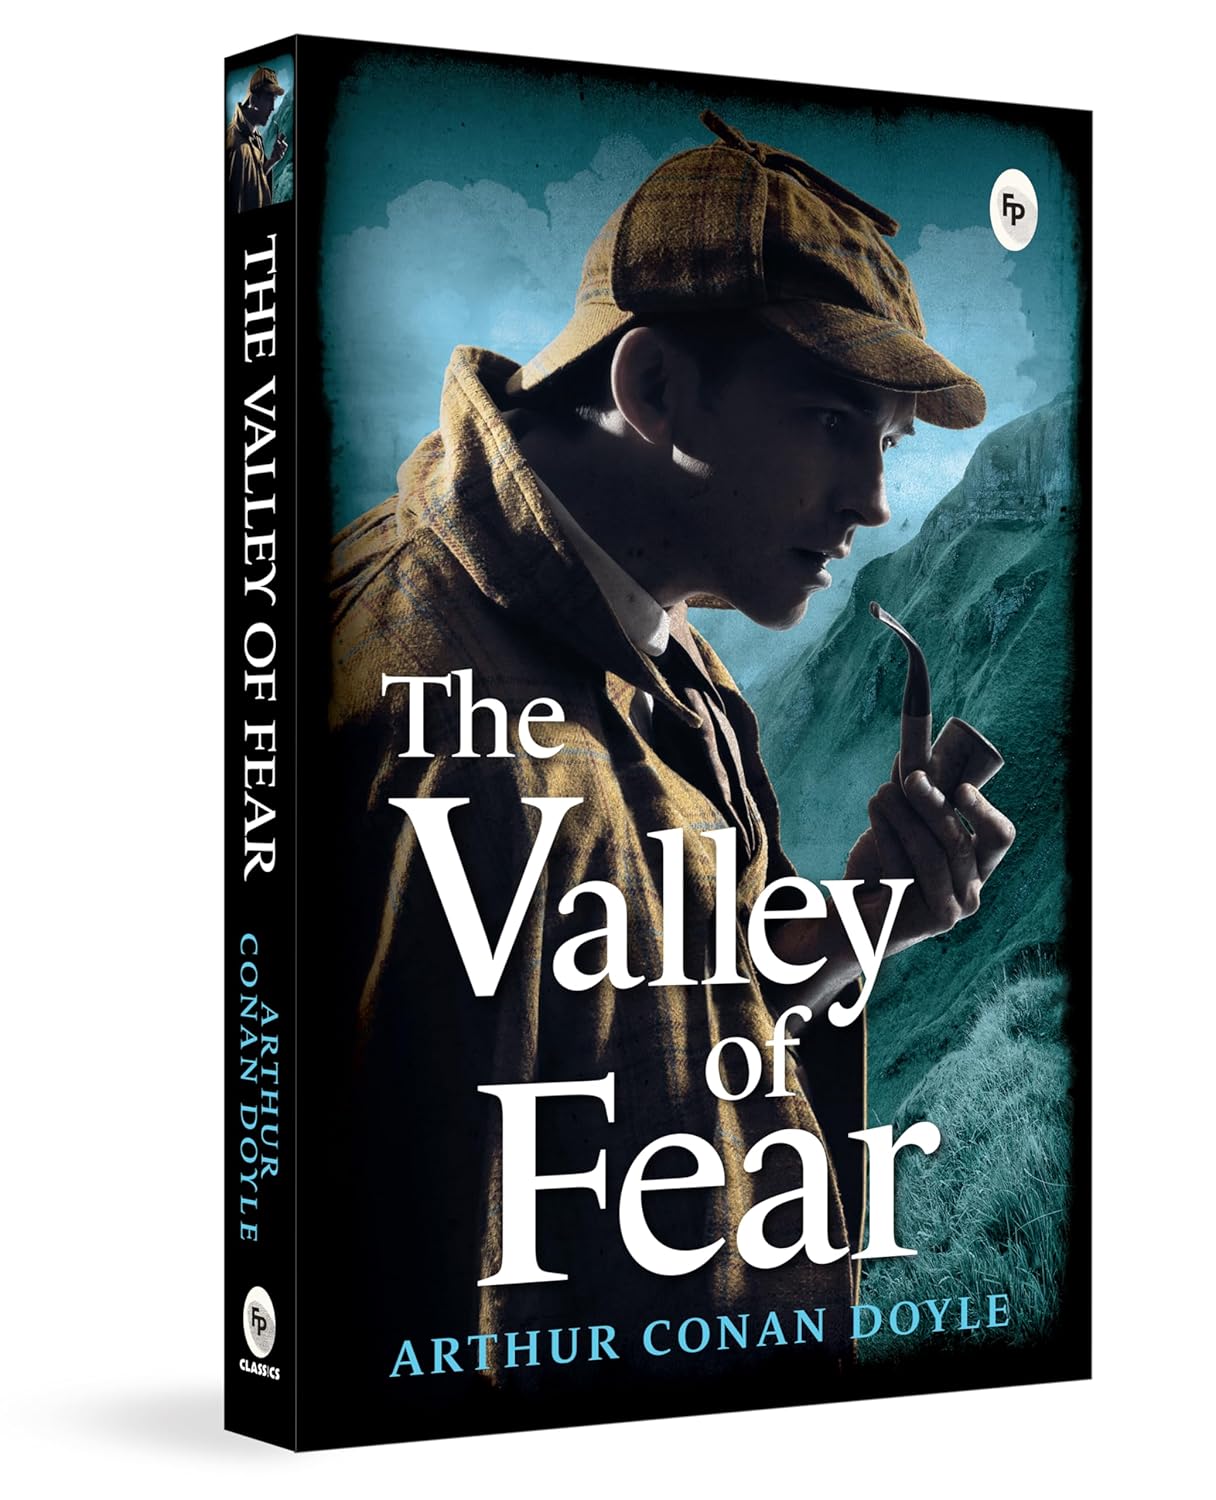 THE VALLEY OF FEAR
ARTHUR
CONAN DOYLE
FP
CLASSICS
FP
The
Valley
of
Fear
ARTHUR CONAN DOYLE